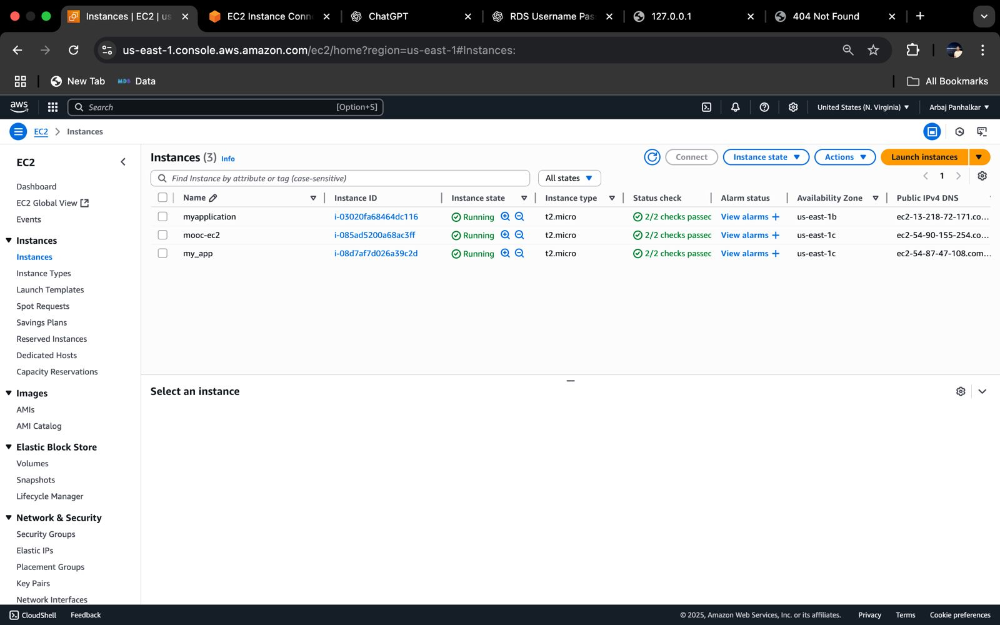 Instances | EC2 | us
EC2 Instance Conn
ChatGPT
RDS Username Pas
127.0.0.1
404 Not Found
us-east-1.console.aws.amazon.com/ec2/home?region=us-east-1#Instances:
New Tab
MDB Data
All Bookmarks
aws
Search
[Option+S]
United States (N. Virginia)
Arbaj Panhalkar
EC2
Instances
EC2
Dashboard
EC2 Global View
Events
Instances
Instances
Instance Types
Launch Templates
Spot Requests
Savings Plans
Reserved Instances
Dedicated Hosts
Capacity Reservations
Images
AMIs
AMI Catalog
Elastic Block Store
Volumes
Snapshots
Lifecycle Manager
Network & Security
Security Groups
Elastic IPs
Placement Groups
Key Pairs
Network Interfaces
Instances (3) Info
Connect
Instance state
Actions
Launch instances
Find Instance by attribute or tag (case-sensitive)
All states
1
Name Instance ID Instance state Instance type Status check Alarm status Availability Zone Public IPv4 DNS
myapplication i-03020fa68464dc116 Running t2.micro 2/2 checks passec View alarms + us-east-1b ec2-13-218-72-171.co...
mooc-ec2 i-085ad5200a68ac3ff Running t2.micro 2/2 checks passec View alarms + us-east-1c ec2-54-90-155-254.co...
my_app i-08d7af7d026a39c2d Running t2.micro 2/2 checks passec View alarms + us-east-1c ec2-54-87-47-108.com...
Select an instance
CloudShell
Feedback
© 2025, Amazon Web Services, Inc. or its affiliates.
Privacy
Terms
Cookie preferences